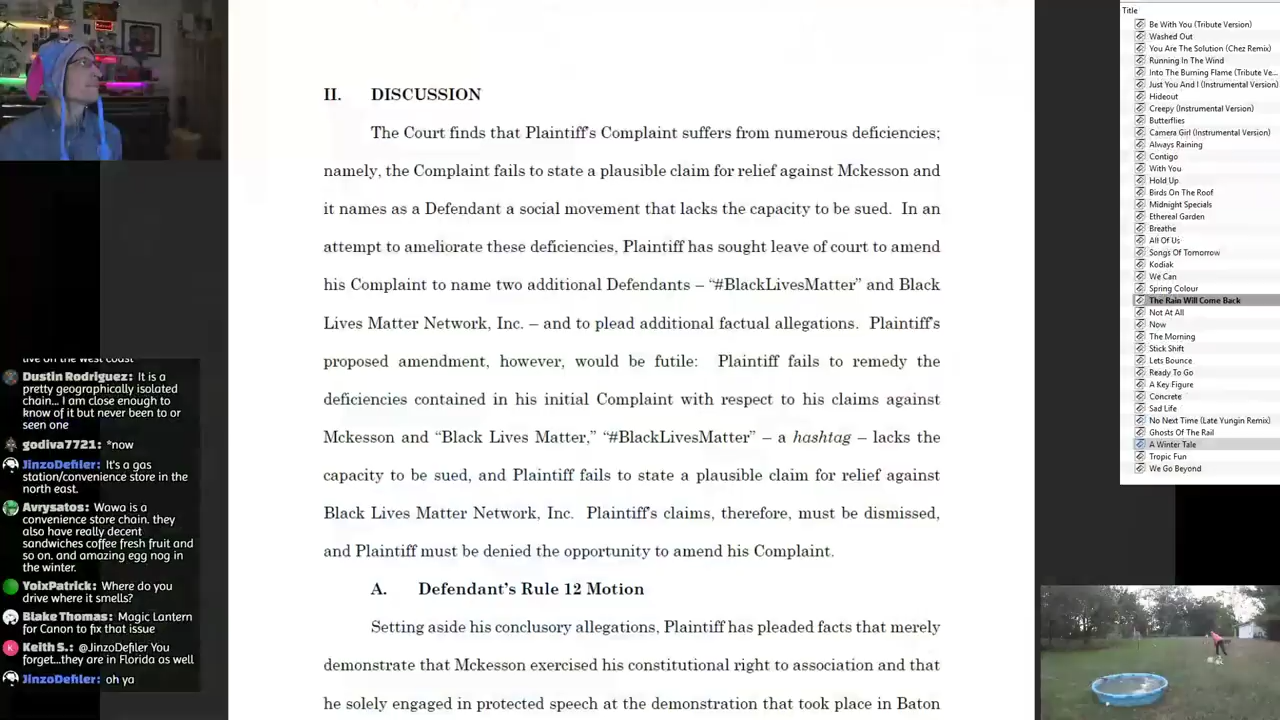 II. DISCUSSION
The Court finds that Plaintiff's Complaint suffers from numerous deficiencies;
namely, the Complaint fails to state a plausible claim for relief against Mckesson and
it names as a Defendant a social movement that lacks the capacity to be sued. In an
attempt to ameliorate these deficiencies, Plaintiff has sought leave of court to amend
his Complaint to name two additional Defendants – “#BlackLivesMatter” and Black
Lives Matter Network, Inc. – and to plead additional factual allegations. Plaintiff's
proposed amendment, however, would be futile: Plaintiff fails to remedy the
deficiencies contained in his initial Complaint with respect to his claims against
Mckesson and “Black Lives Matter,” “#BlackLivesMatter” – a hashtag – lacks the
capacity to be sued, and Plaintiff fails to state a plausible claim for relief against
Black Lives Matter Network, Inc. Plaintiff's claims, therefore, must be dismissed,
and Plaintiff must be denied the opportunity to amend his Complaint.
A. Defendant's Rule 12 Motion
Setting aside his conclusory allegations, Plaintiff has pleaded facts that merely
demonstrate that Mckesson exercised his constitutional right to association and that
he solely engaged in protected speech at the demonstration that took place in Baton
live on the west coast
Dustin Rodriguez: It is a
pretty geographically isolated
chain... I am close enough to
know of it but never been to or
seen one
godiva7721: *now
JinzoDefiler: It's a gas
station/convenience store in the
north east.
Avrysatos: Wawa is a
convenience store chain. they
also have really decent
sandwiches coffee fresh fruit and
so on. and amazing egg nog in
the winter.
YoixPatrick: Where do you
drive where it smells?
Blake Thomas: Magic Lantern
for Canon to fix that issue
Keith S.: @JinzoDefiler You
forget...they are in Florida as well
JinzoDefiler: oh ya
Title
Be With You (Tribute Version)
Washed Out
You Are The Solution (Chez Remix)
Running In The Wind
Into The Burning Flame (Tribute Ve...
Just You And I (Instrumental Version)
Hideout
Creepy (Instrumental Version)
Butterflies
Camera Girl (Instrumental Version)
Always Raining
Contigo
With You
Hold Up
Birds On The Roof
Midnight Specials
Ethereal Garden
Breathe
All Of Us
Songs Of Tomorrow
Kodiak
We Can
Spring Colour
The Rain Will Come Back
Not At All
Now
The Morning
Stick Shift
Lets Bounce
Ready To Go
A Key Figure
Concrete
Sad Life
No Next Time (Late Yungin Remix)
Ghosts Of The Rail
A Winter Tale
Tropic Fun
We Go Beyond